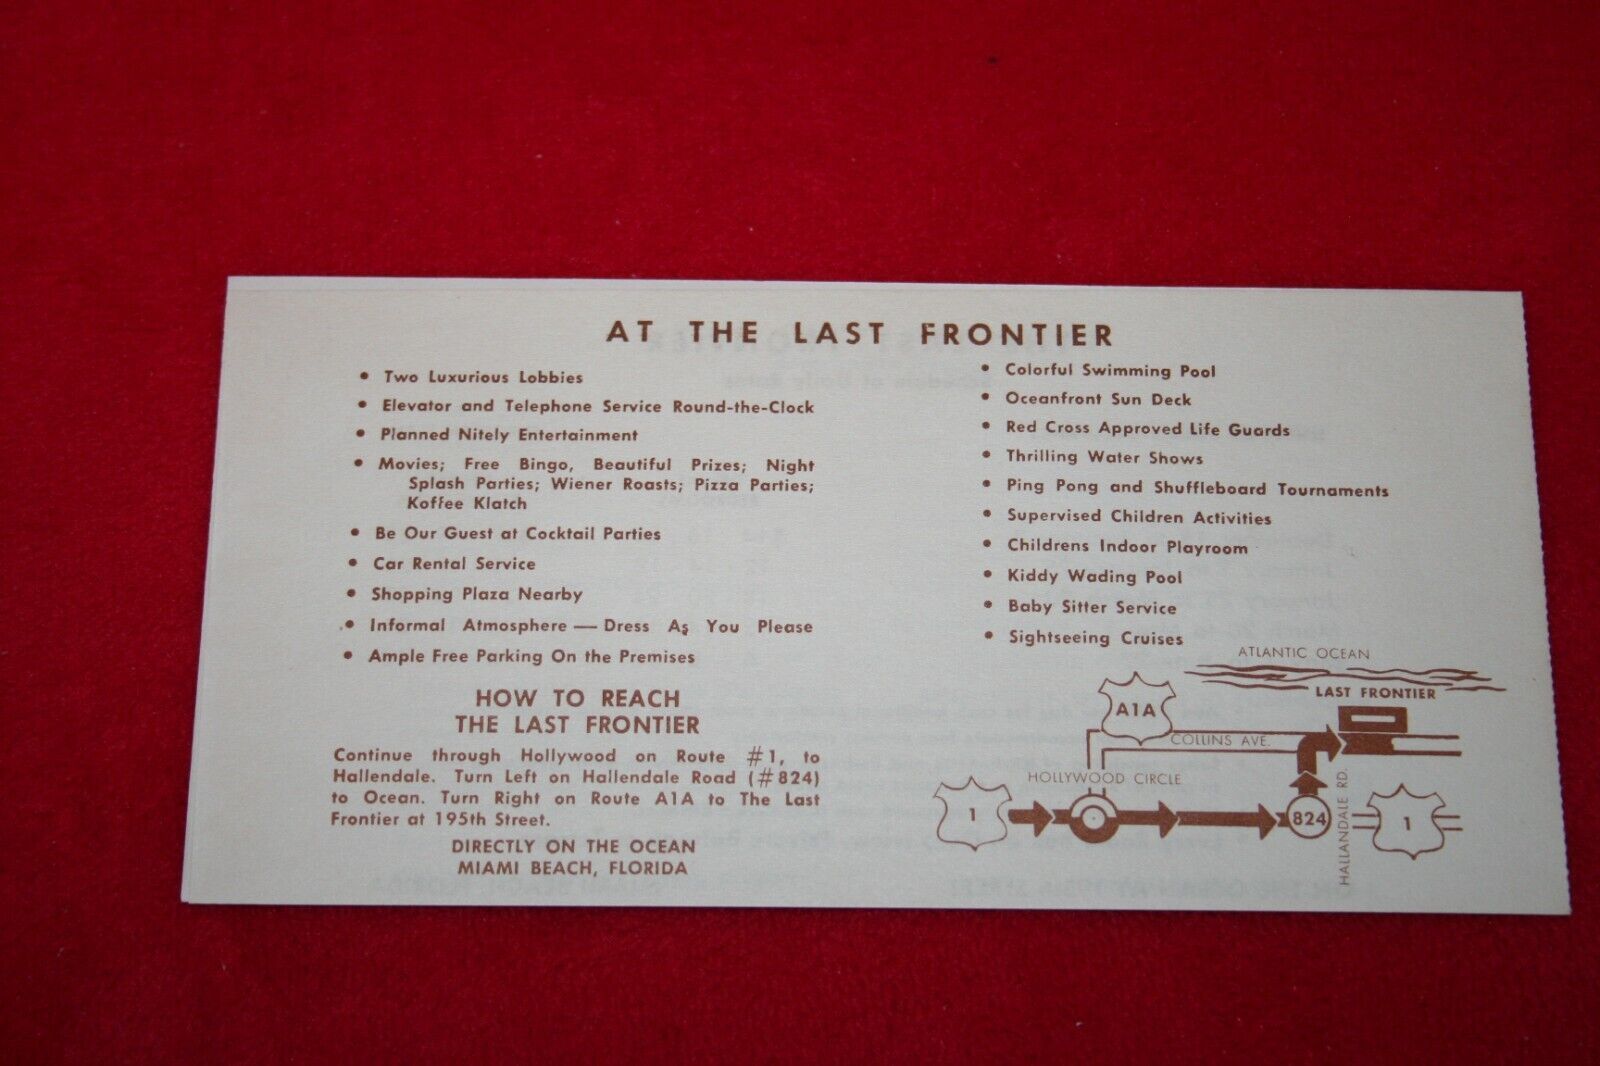 AT THE LAST FRONTIER
• Two Luxurious Lobbies
• Elevator and Telephone Service Round-the-Clock
• Planned Nitely Entertainment
• Movies; Free Bingo, Beautiful Prizes; Night
Splash Parties; Wiener Roasts; Pizza Parties;
Koffee Klatch
• Be Our Guest at Cocktail Parties
• Car Rental Service
• Shopping Plaza Nearby
• Informal Atmosphere — Dress As You Please
• Ample Free Parking On the Premises
HOW TO REACH
THE LAST FRONTIER
Continue through Hollywood on Route #1, to
Hallendale. Turn Left on Hallendale Road (#824)
to Ocean. Turn Right on Route A1A to The Last
Frontier at 195th Street.
DIRECTLY ON THE OCEAN
MIAMI BEACH, FLORIDA
• Colorful Swimming Pool
• Oceanfront Sun Deck
• Red Cross Approved Life Guards
• Thrilling Water Shows
• Ping Pong and Shuffleboard Tournaments
• Supervised Children Activities
• Childrens Indoor Playroom
• Kiddy Wading Pool
• Baby Sitter Service
• Sightseeing Cruises
ATLANTIC OCEAN
LAST FRONTIER
A1A
COLLINS AVE.
HOLLYWOOD CIRCLE
1
824
HALLANDALE RD.
1